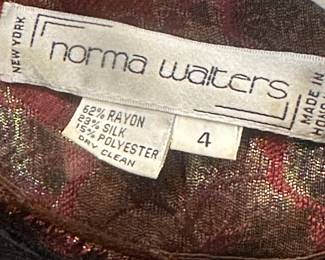 NEW YORK
norma walters
MADE IN
62% RAYON
23% SILK
15% POLYESTER
DRY CLEAN
4